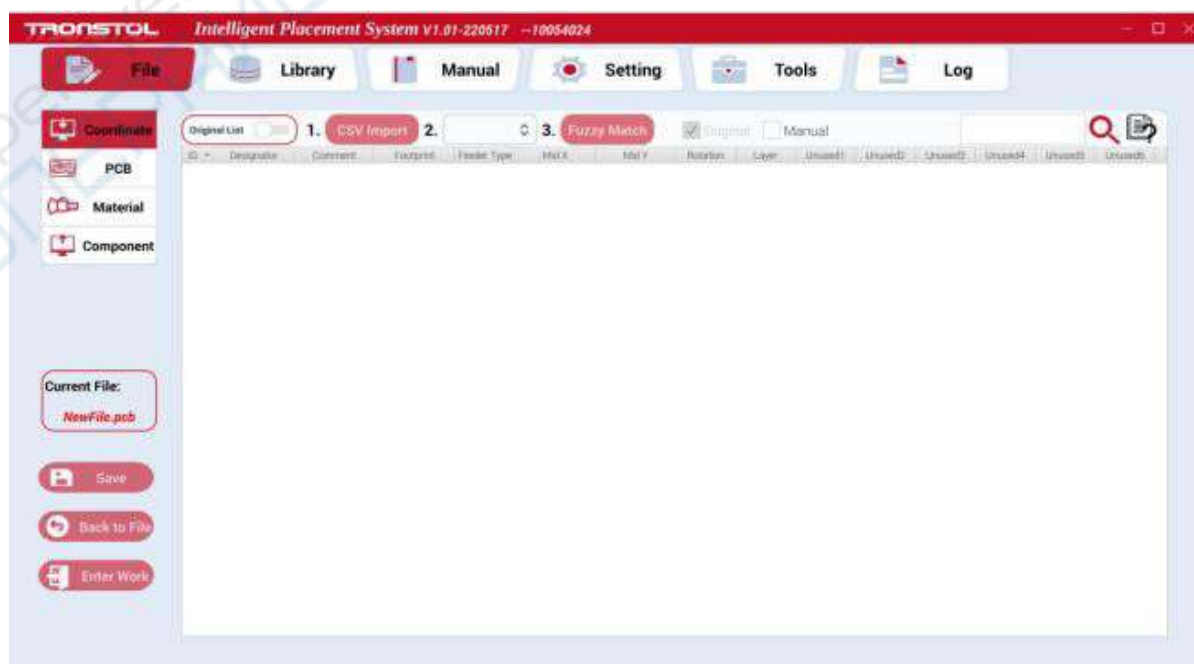 TRONSTOL Intelligent Placement System V1.01-220617 --10054024
File Library Manual Setting Tools Log
Coordinate
PCB
Material
Component
Original List 1. CSV Import 2. 3. Fuzzy Match Original Manual
ID Designator Comment Footprint Feeder Type Mid X Mid Y Rotation Layer Unused1 Unused2 Unused3 Unused4 Unused5 Unused6
Current File:
NewFile.pcb
Save
Back to File
Enter Work